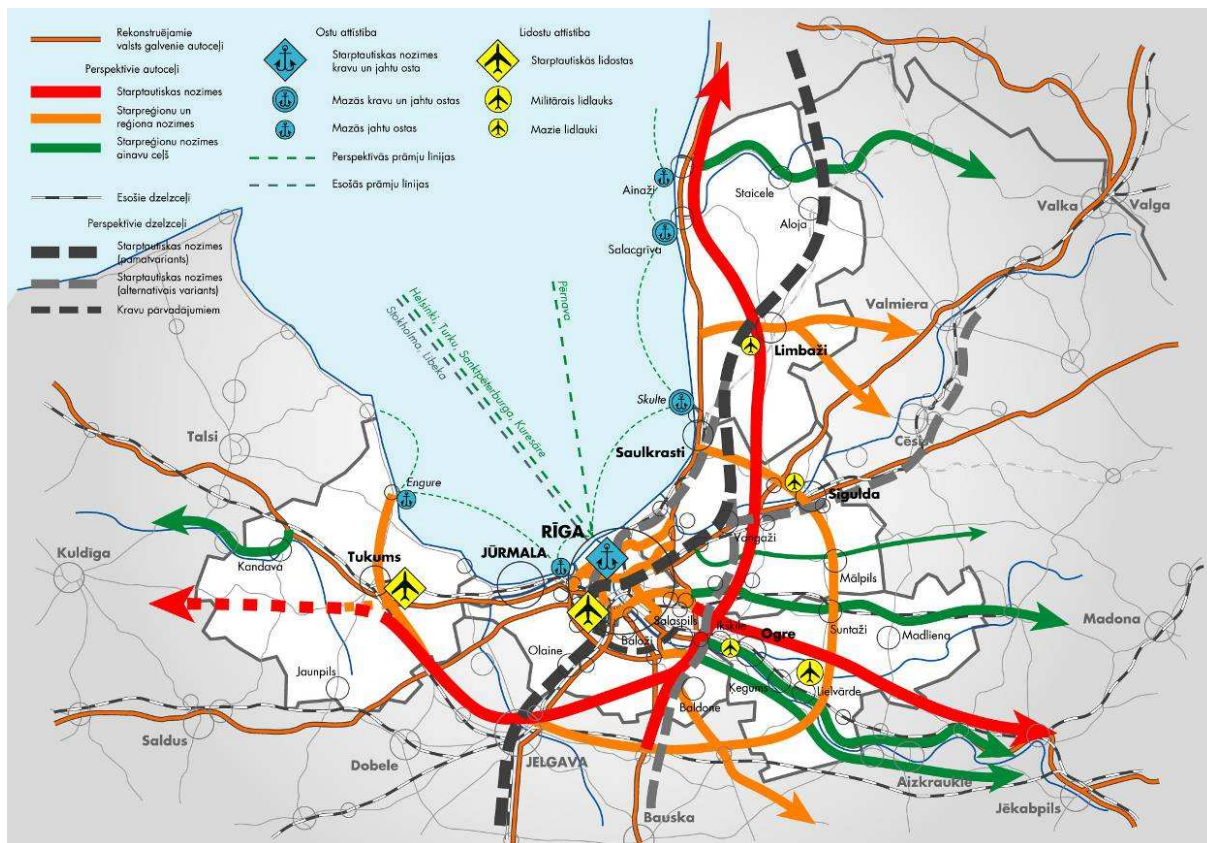 Rekonstruējamie
valsts galvenie autoceļi
Perspektīvie autoceļi
Starptautiskas nozīmes
Starpreģionu un
reģiona nozīmes
Starpreģionu nozīmes
ainavu ceļš
Esošie dzelzceļi
Perspektīvie dzelzceļi
Starptautiskas nozīmes
(pamatvariants)
Starptautiskas nozīmes
(alternatīvais variants)
Kravu pārvadājumiem
Ostu attīstība
Starptautiskas nozīmes
kravu un jahtu osta
Mazās kravu un jahtu ostas
Mazās jahtu ostas
Perspektīvās prāmju līnijas
Esošās prāmju līnijas
Lidostu attīstība
Starptautiskās lidostas
Militārais lidlauks
Mazie lidlauki
Ainaži
Staicele
Aloja
Salacgrīva
Valka
Valga
Valmiera
Limbaži
Cēsis
Helsinki, Turku, Sanktpēterburga, Kuresāre
Stokholma, Lībeka
Pērnava
Skulte
Saulkrasti
Sigulda
Talsi
Engure
RĪGA
JŪRMALA
Vangaži
Kuldīga
Kandava
Tukums
Mālpils
Salaspils
Ikšķile
Ogre
Suntaži
Madliena
Madona
Baloži
Olaine
Jaunpils
Ķegums
Lielvārde
Baldone
Saldus
Dobele
JELGAVA
Aizkraukle
Jēkabpils
Bauska